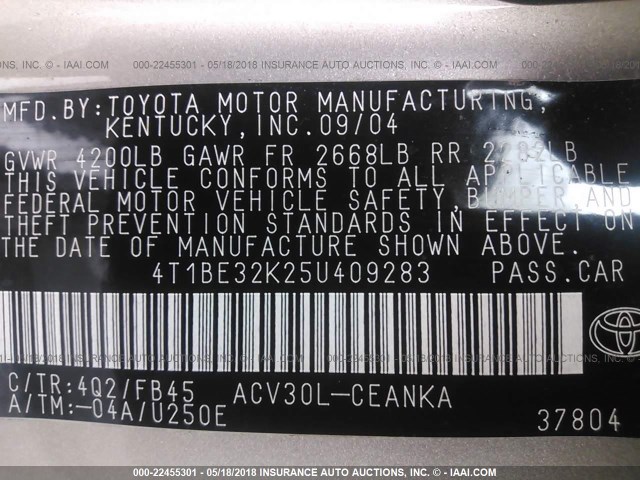 000-22455301 - 05/18/2018 INSURANCE AUTO AUCTIONS, INC. - IAAI.COM
MFD.BY:TOYOTA MOTOR MANUFACTURING,
KENTUCKY,INC.09/04
GVWR 4200LB GAWR FR 2668LB RR LB
THIS VEHICLE CONFORMS TO ALL APPLICABLE
FEDERAL MOTOR VEHICLE SAFETY,BUMPER,AND
THEFT PREVENTION STANDARDS IN EFFECT ON
THE DATE OF MANUFACTURE SHOWN ABOVE.
4T1BE32K25U409283 PASS.CAR
C/TR:4Q2/FB45 ACV30L-CEANKA
A/TM:-04A/U250E
37804
000-22455301 - 05/18/2018 INSURANCE AUTO AUCTIONS, INC. - IAAI.COM